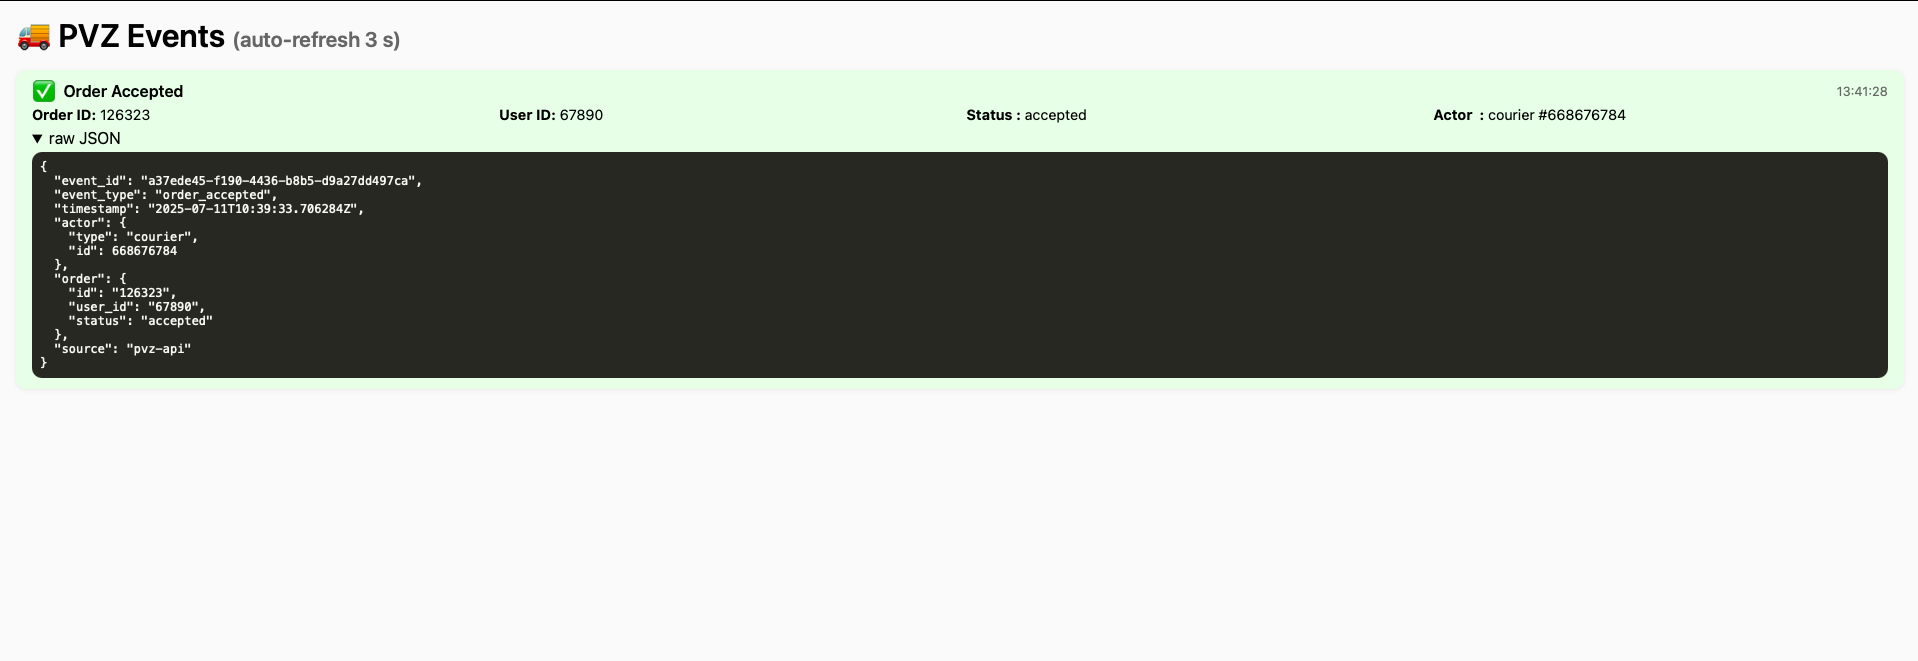 🚚 PVZ Events (auto-refresh 3 s)
✅ Order Accepted 13:41:28
Order ID: 126323 User ID: 67890 Status : accepted Actor : courier #668676784
▼ raw JSON
{
  "event_id": "a37ede45-f190-4436-b8b5-d9a27dd497ca",
  "event_type": "order_accepted",
  "timestamp": "2025-07-11T10:39:33.706284Z",
  "actor": {
    "type": "courier",
    "id": 668676784
  },
  "order": {
    "id": "126323",
    "user_id": "67890",
    "status": "accepted"
  },
  "source": "pvz-api"
}